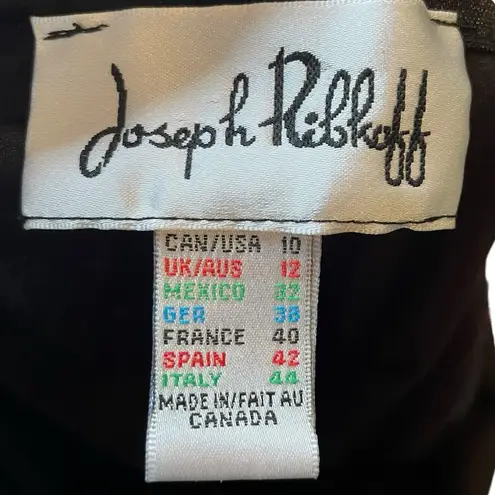 Joseph Ribkoff
CAN/USA 10
UK/AUS 12
MEXICO 32
GER 38
FRANCE 40
SPAIN 42
ITALY 44
MADE IN/FAIT AU
CANADA